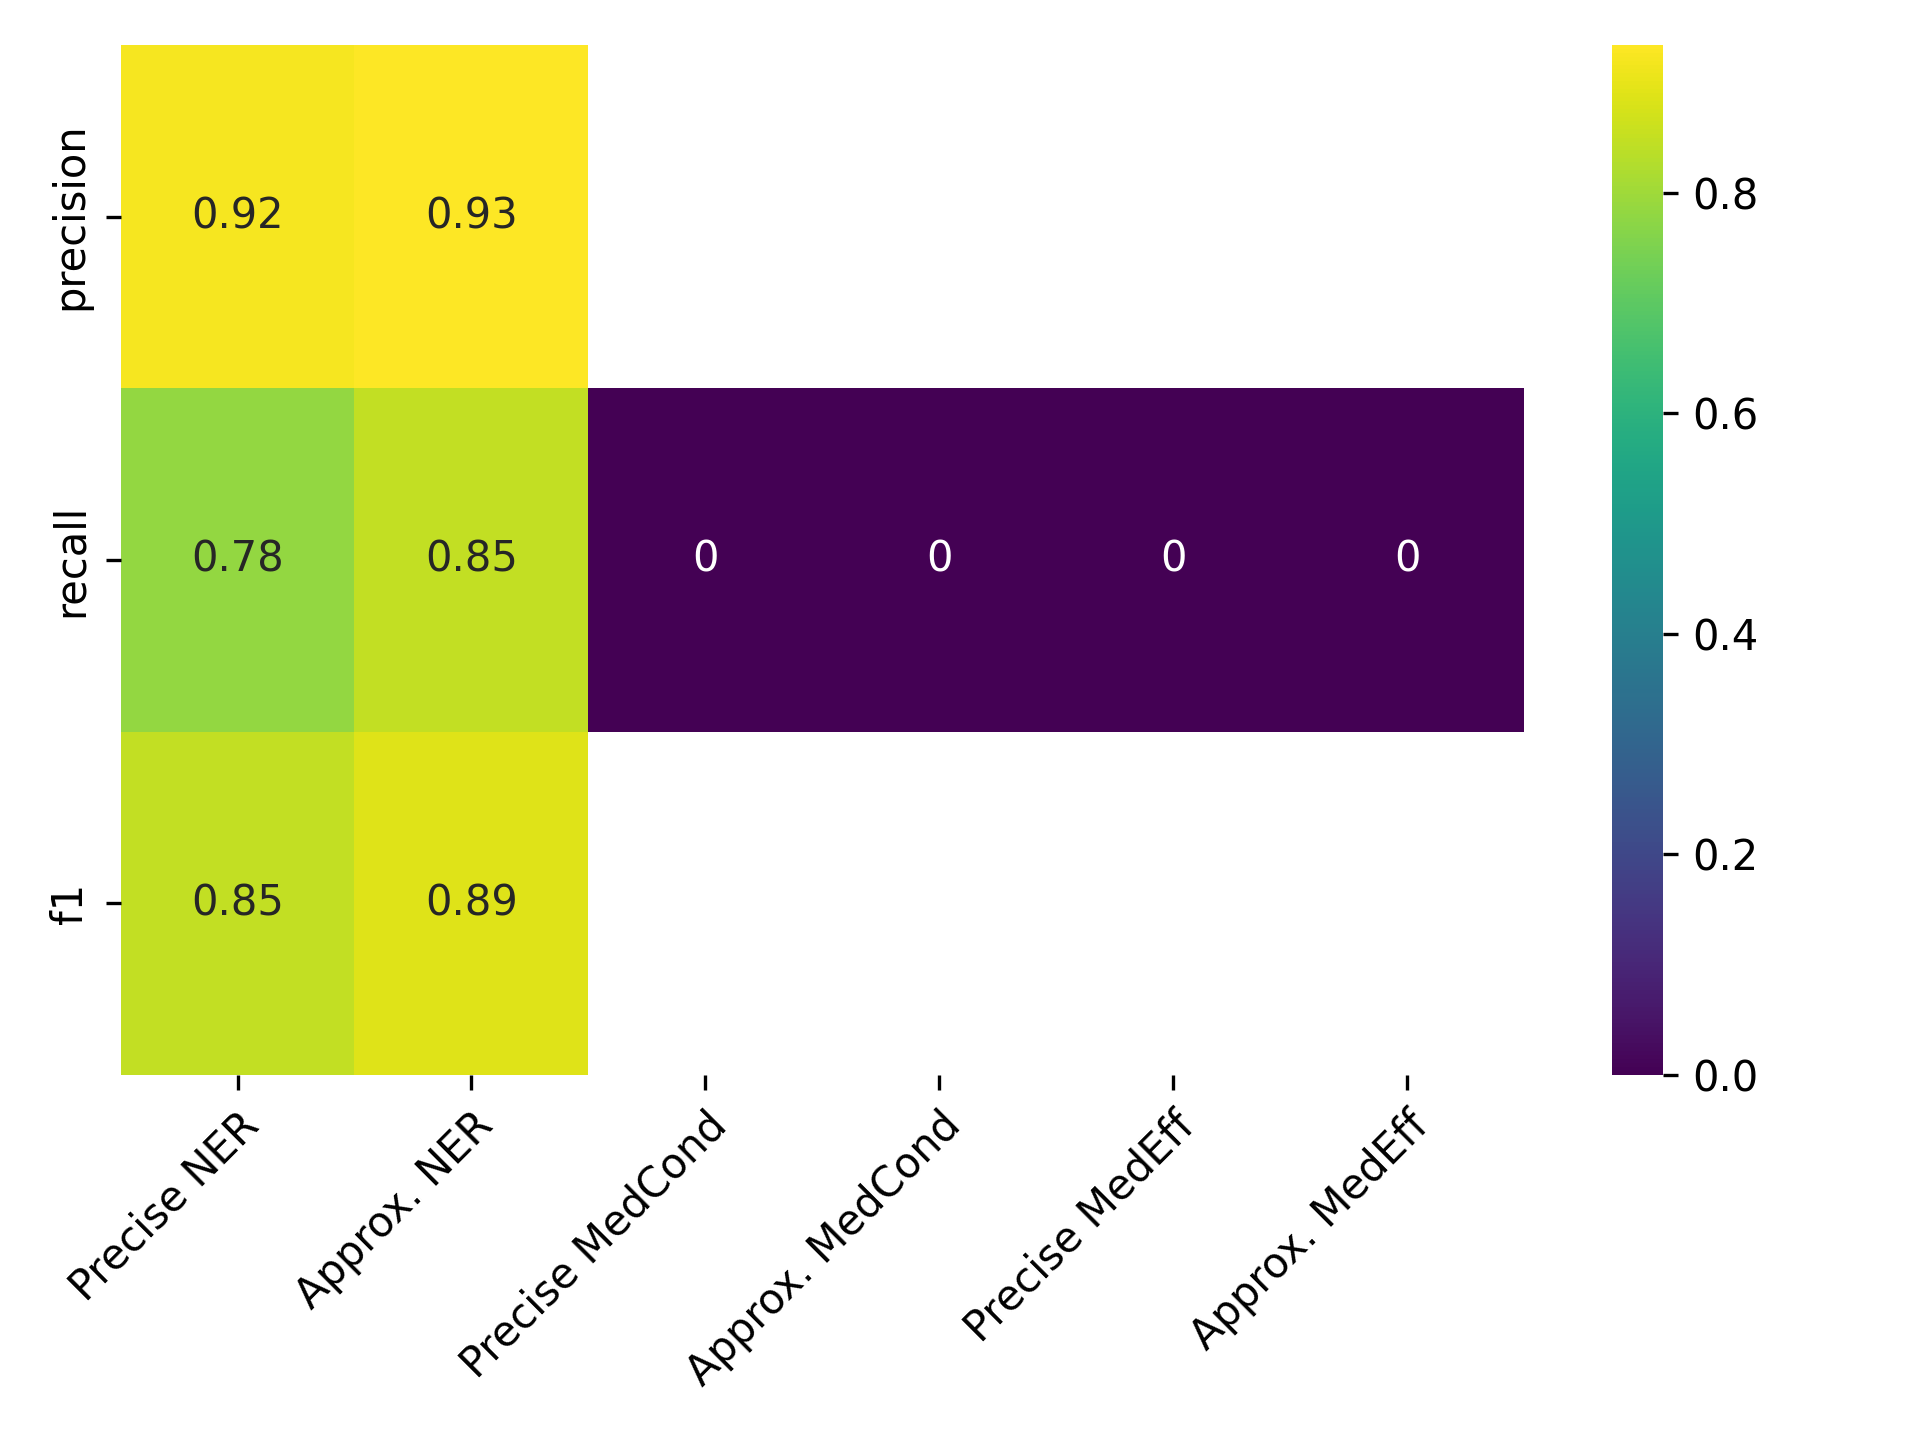 precision
0.92 0.93
recall
0.78 0.85 0 0 0 0
f1
0.85 0.89
Precise NER
Approx. NER
Precise MedCond
Approx. MedCond
Precise MedEff
Approx. MedEff
0.8
0.6
0.4
0.2
0.0